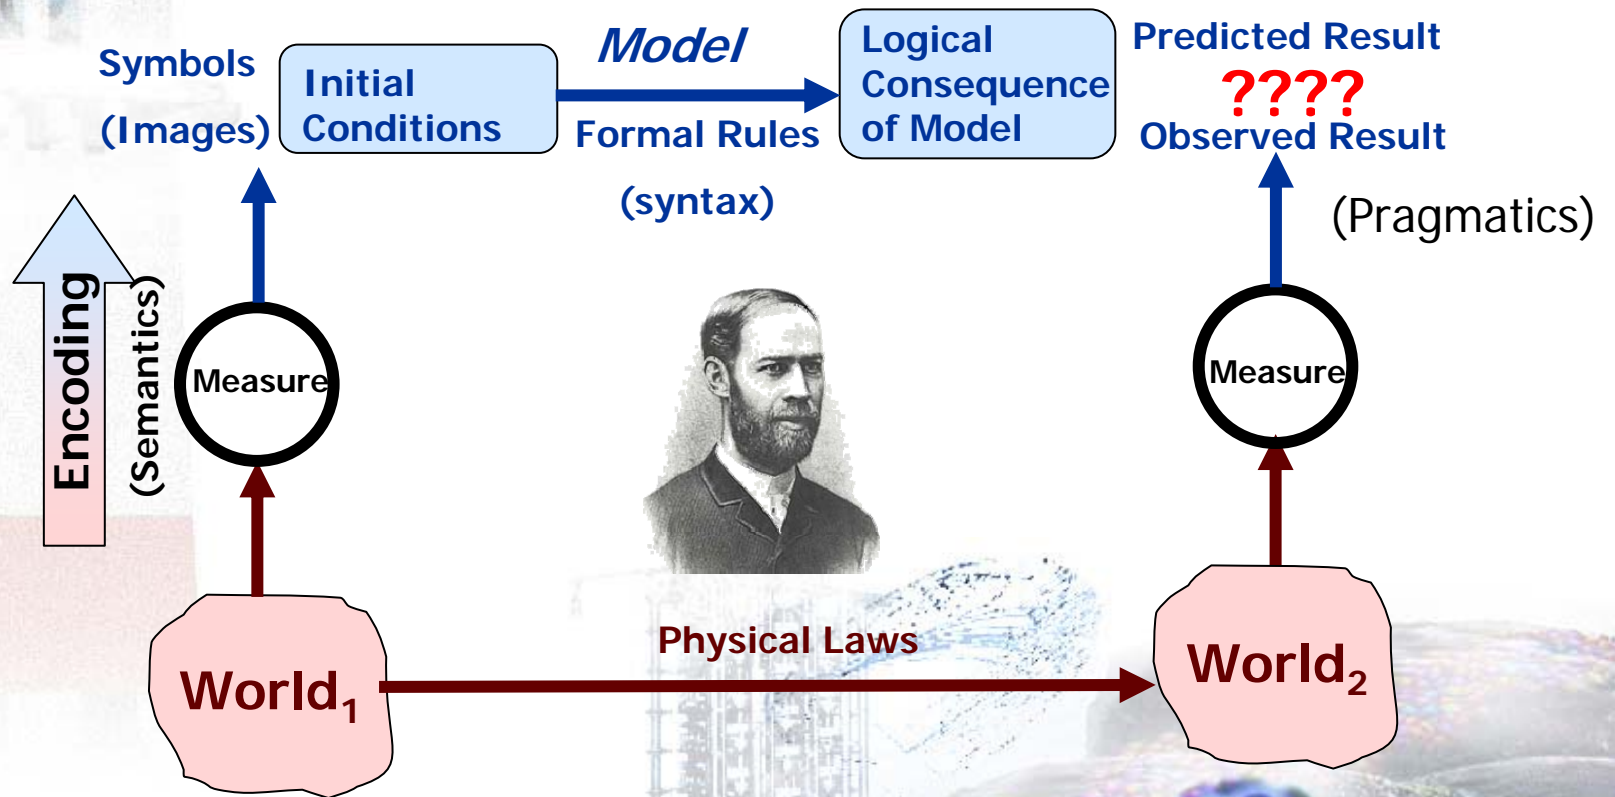 Symbols
(Images)
Initial
Conditions
Model
Formal Rules
(syntax)
Logical
Consequence
of Model
Predicted Result
????
Observed Result
(Pragmatics)
Encoding
(Semantics)
Measure
Measure
World₁
Physical Laws
World₂